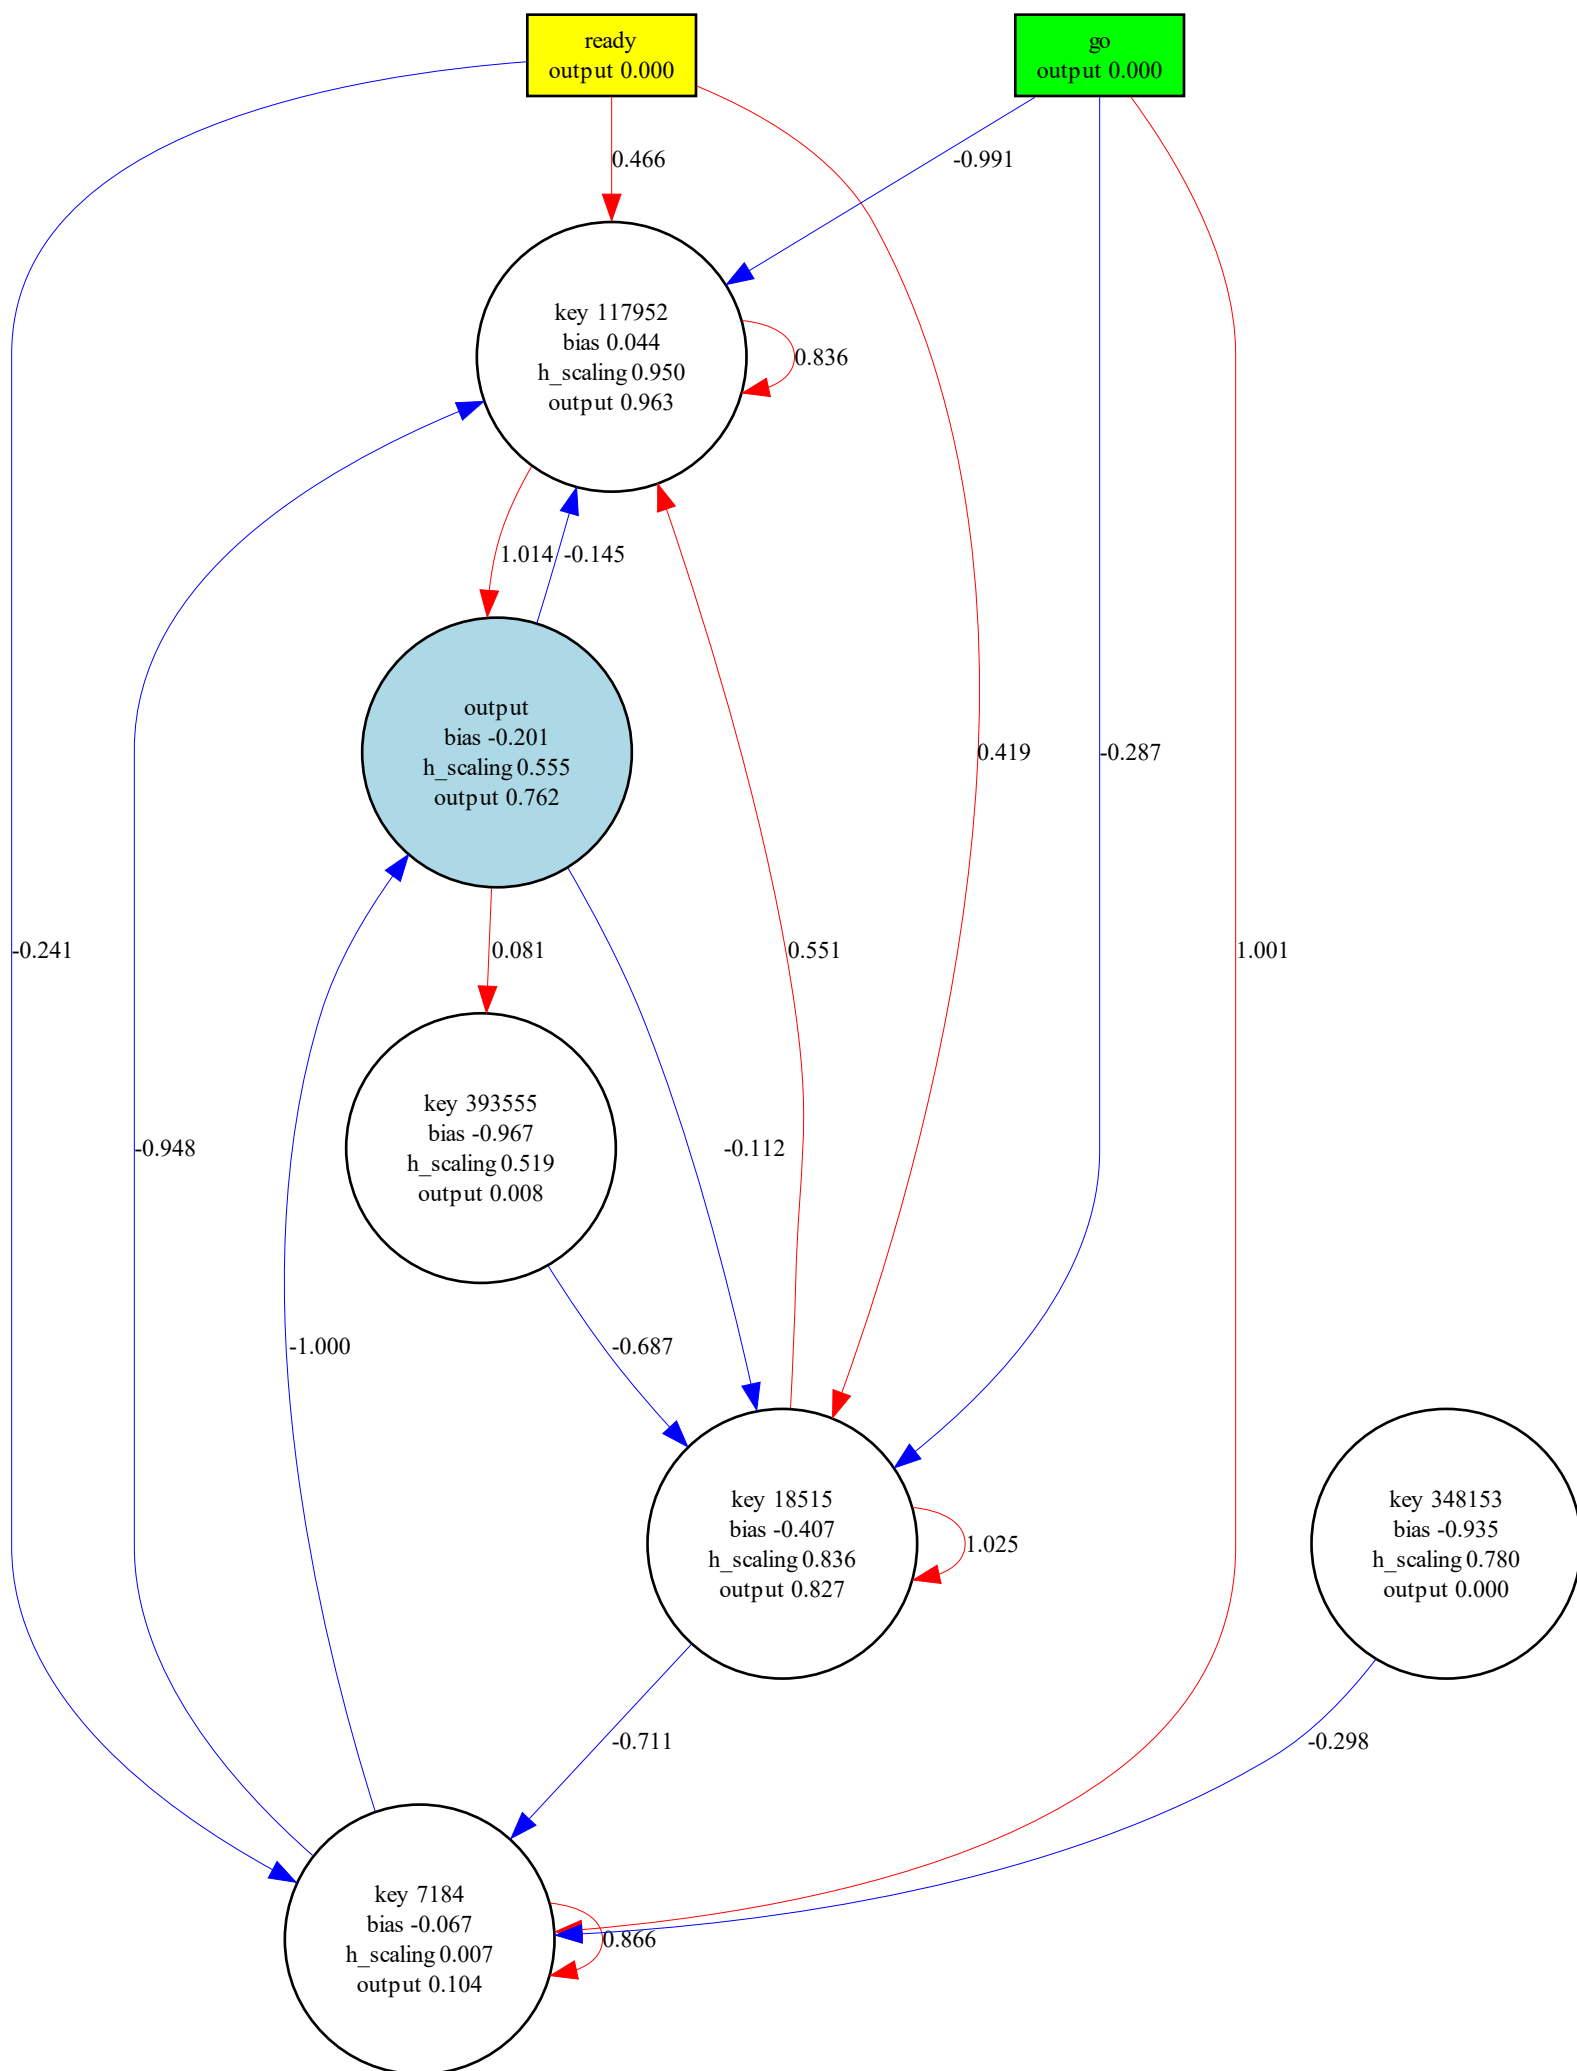 ready
output 0.000
go
output 0.000
0.466
-0.991
key 117952
bias 0.044
h_scaling 0.950
output 0.963
0.836
1.014
-0.145
output
bias -0.201
h_scaling 0.555
output 0.762
0.419
-0.287
-0.241
0.081
0.551
1.001
key 393555
bias -0.967
h_scaling 0.519
output 0.008
-0.948
-0.112
-1.000
-0.687
key 18515
bias -0.407
h_scaling 0.836
output 0.827
1.025
key 348153
bias -0.935
h_scaling 0.780
output 0.000
-0.711
-0.298
key 7184
bias -0.067
h_scaling 0.007
output 0.104
0.866